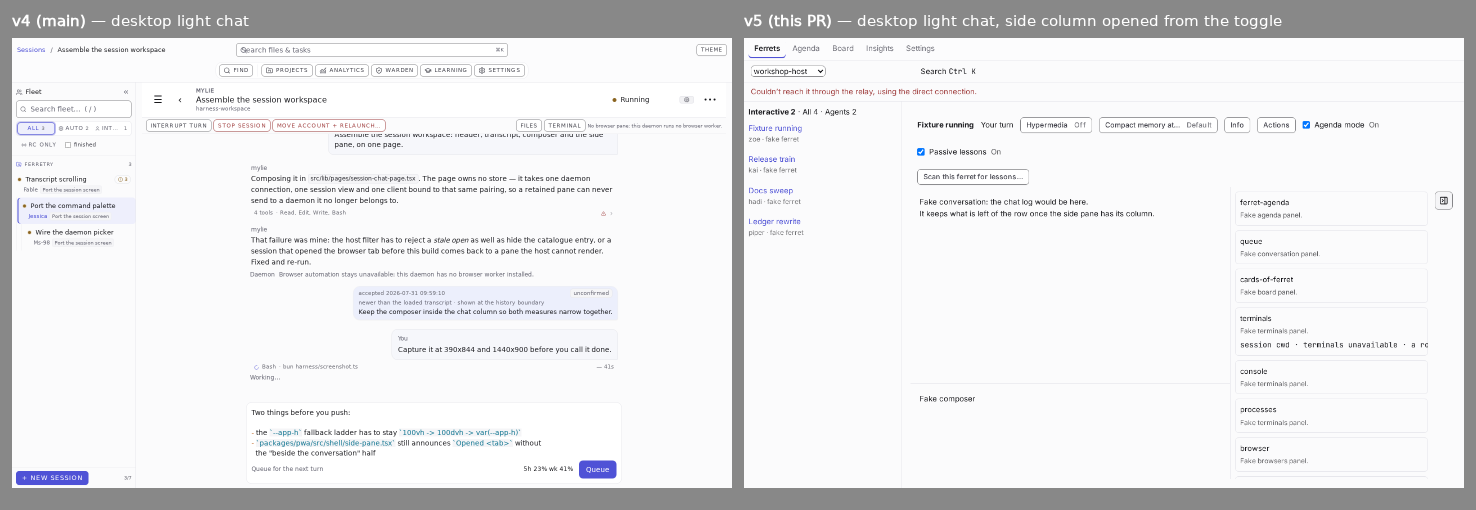 v4 (main) — desktop light chat
Sessions / Assemble the session workspace
Search files & tasks
⌘K
THEME
FIND
PROJECTS
ANALYTICS
WARDEN
LEARNING
SETTINGS
Fleet
«
Search fleet... (/)
ALL 3
AUTO 2
INT... 1
RC ONLY
finished
FERRETRY 3
Transcript scrolling
3
Fable Port the session screen
Port the command palette
Jessica Port the session screen
Wire the daemon picker
Ms-98 Port the session screen
+ NEW SESSION
MYLIE
Assemble the session workspace
harness-workspace
Running
INTERRUPT TURN
STOP SESSION
MOVE ACCOUNT + RELAUNCH...
FILES
TERMINAL
No browser pane: this daemon runs no browser worker.
Assemble the session workspace: header, transcript, composer and the side
pane, on one page.
mylie
Composing it in src/lib/pages/session-chat-page.tsx . The page owns no store — it takes one daemon
connection, one session view and one client bound to that same pairing, so a retained pane can never
send to a daemon it no longer belongs to.
4 tools · Read, Edit, Write, Bash
mylie
That failure was mine: the host filter has to reject a stale open as well as hide the catalogue entry, or a
session that opened the browser tab before this build comes back to a pane the host cannot render.
Fixed and re-run.
Daemon Browser automation stays unavailable: this daemon has no browser worker installed.
accepted 2026-07-31 09:59:10
unconfirmed
newer than the loaded transcript · shown at the history boundary
Keep the composer inside the chat column so both measures narrow together.
You
Capture it at 390x844 and 1440x900 before you call it done.
Bash · bun harness/screenshot.ts
— 41s
Working...
Two things before you push:
- the `--app-h` fallback ladder has to stay `100vh -> 100dvh -> var(--app-h)`
- `packages/pwa/src/shell/side-pane.tsx` still announces `Opened <tab>` without
the "beside the conversation" half
Queue for the next turn
5h 23% wk 41%
Queue
v5 (this PR) — desktop light chat, side column opened from the toggle
Ferrets
Agenda
Board
Insights
Settings
workshop-host
Search Ctrl K
Couldn't reach it through the relay, using the direct connection.
Interactive 2 · All 4 · Agents 2
Fixture running
zoe · fake ferret
Release train
kai · fake ferret
Docs sweep
hadi · fake ferret
Ledger rewrite
piper · fake ferret
Fixture running
Your turn
Hypermedia Off
Compact memory at... Default
Info
Actions
Agenda mode On
Passive lessons On
Scan this ferret for lessons...
Fake conversation: the chat log would be here.
It keeps what is left of the row once the side pane has its column.
Fake composer
ferret-agenda
Fake agenda panel.
queue
Fake conversation panel.
cards-of-ferret
Fake board panel.
terminals
Fake terminals panel.
session cwd · terminals unavailable · a
console
Fake terminals panel.
processes
Fake terminals panel.
browser
Fake browsers panel.